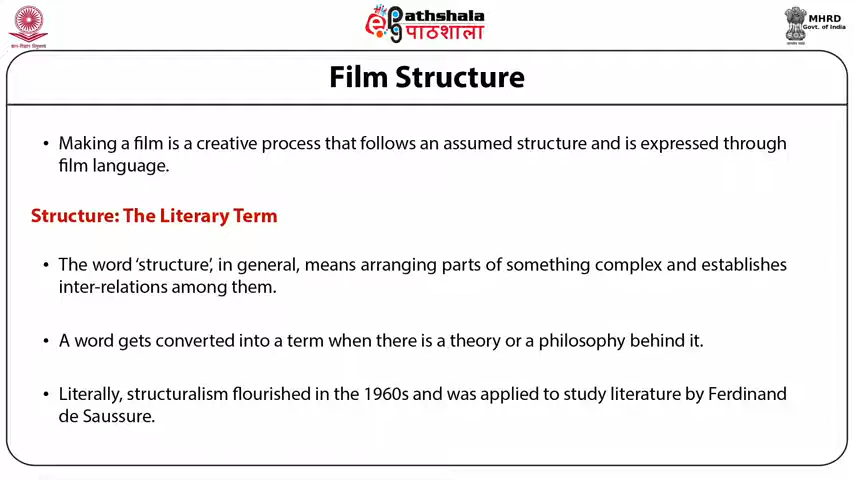 ePathshala
पाठशाला
MHRD
Govt. of India
Film Structure
• Making a film is a creative process that follows an assumed structure and is expressed through
film language.
Structure: The Literary Term
• The word ‘structure’, in general, means arranging parts of something complex and establishes
inter-relations among them.
• A word gets converted into a term when there is a theory or a philosophy behind it.
• Literally, structuralism flourished in the 1960s and was applied to study literature by Ferdinand
de Saussure.